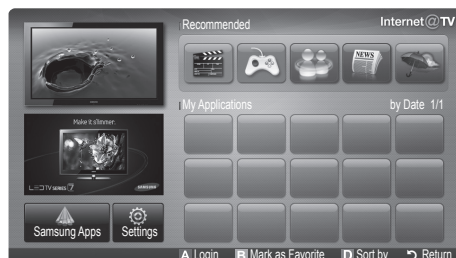 Recommended
Internet@TV
NEWS
My Applications
by Date 1/1
Make it slimmer.
LED TV SERIES 7
Samsung Apps
Settings
A Login B Mark as Favorite D Sort by Return